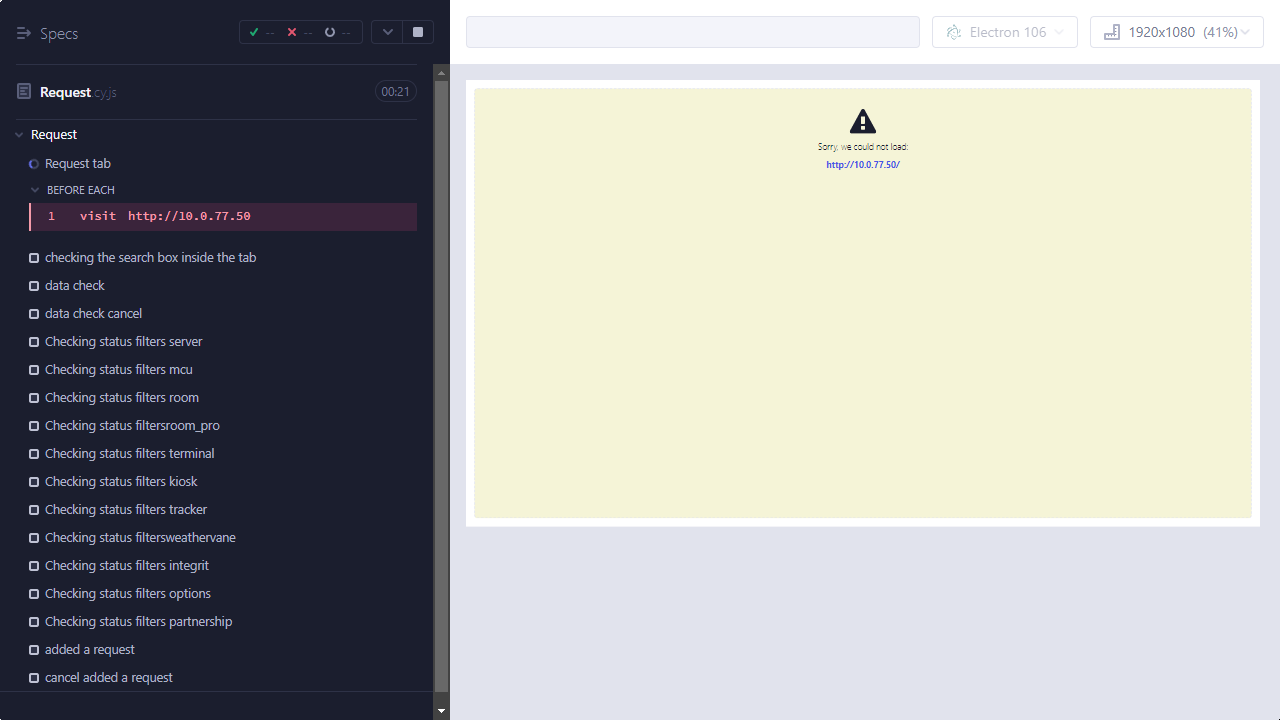 Specs
--
--
--
Request.cy.js
00:21
Request
Request tab
BEFORE EACH
1 visit http://10.0.77.50
checking the search box inside the tab
data check
data check cancel
Checking status filters server
Checking status filters mcu
Checking status filters room
Checking status filtersroom_pro
Checking status filters terminal
Checking status filters kiosk
Checking status filters tracker
Checking status filtersweathervane
Checking status filters integrit
Checking status filters options
Checking status filters partnership
added a request
cancel added a request
Electron 106
1920x1080 (41%)
Sorry, we could not load:
http://10.0.77.50/